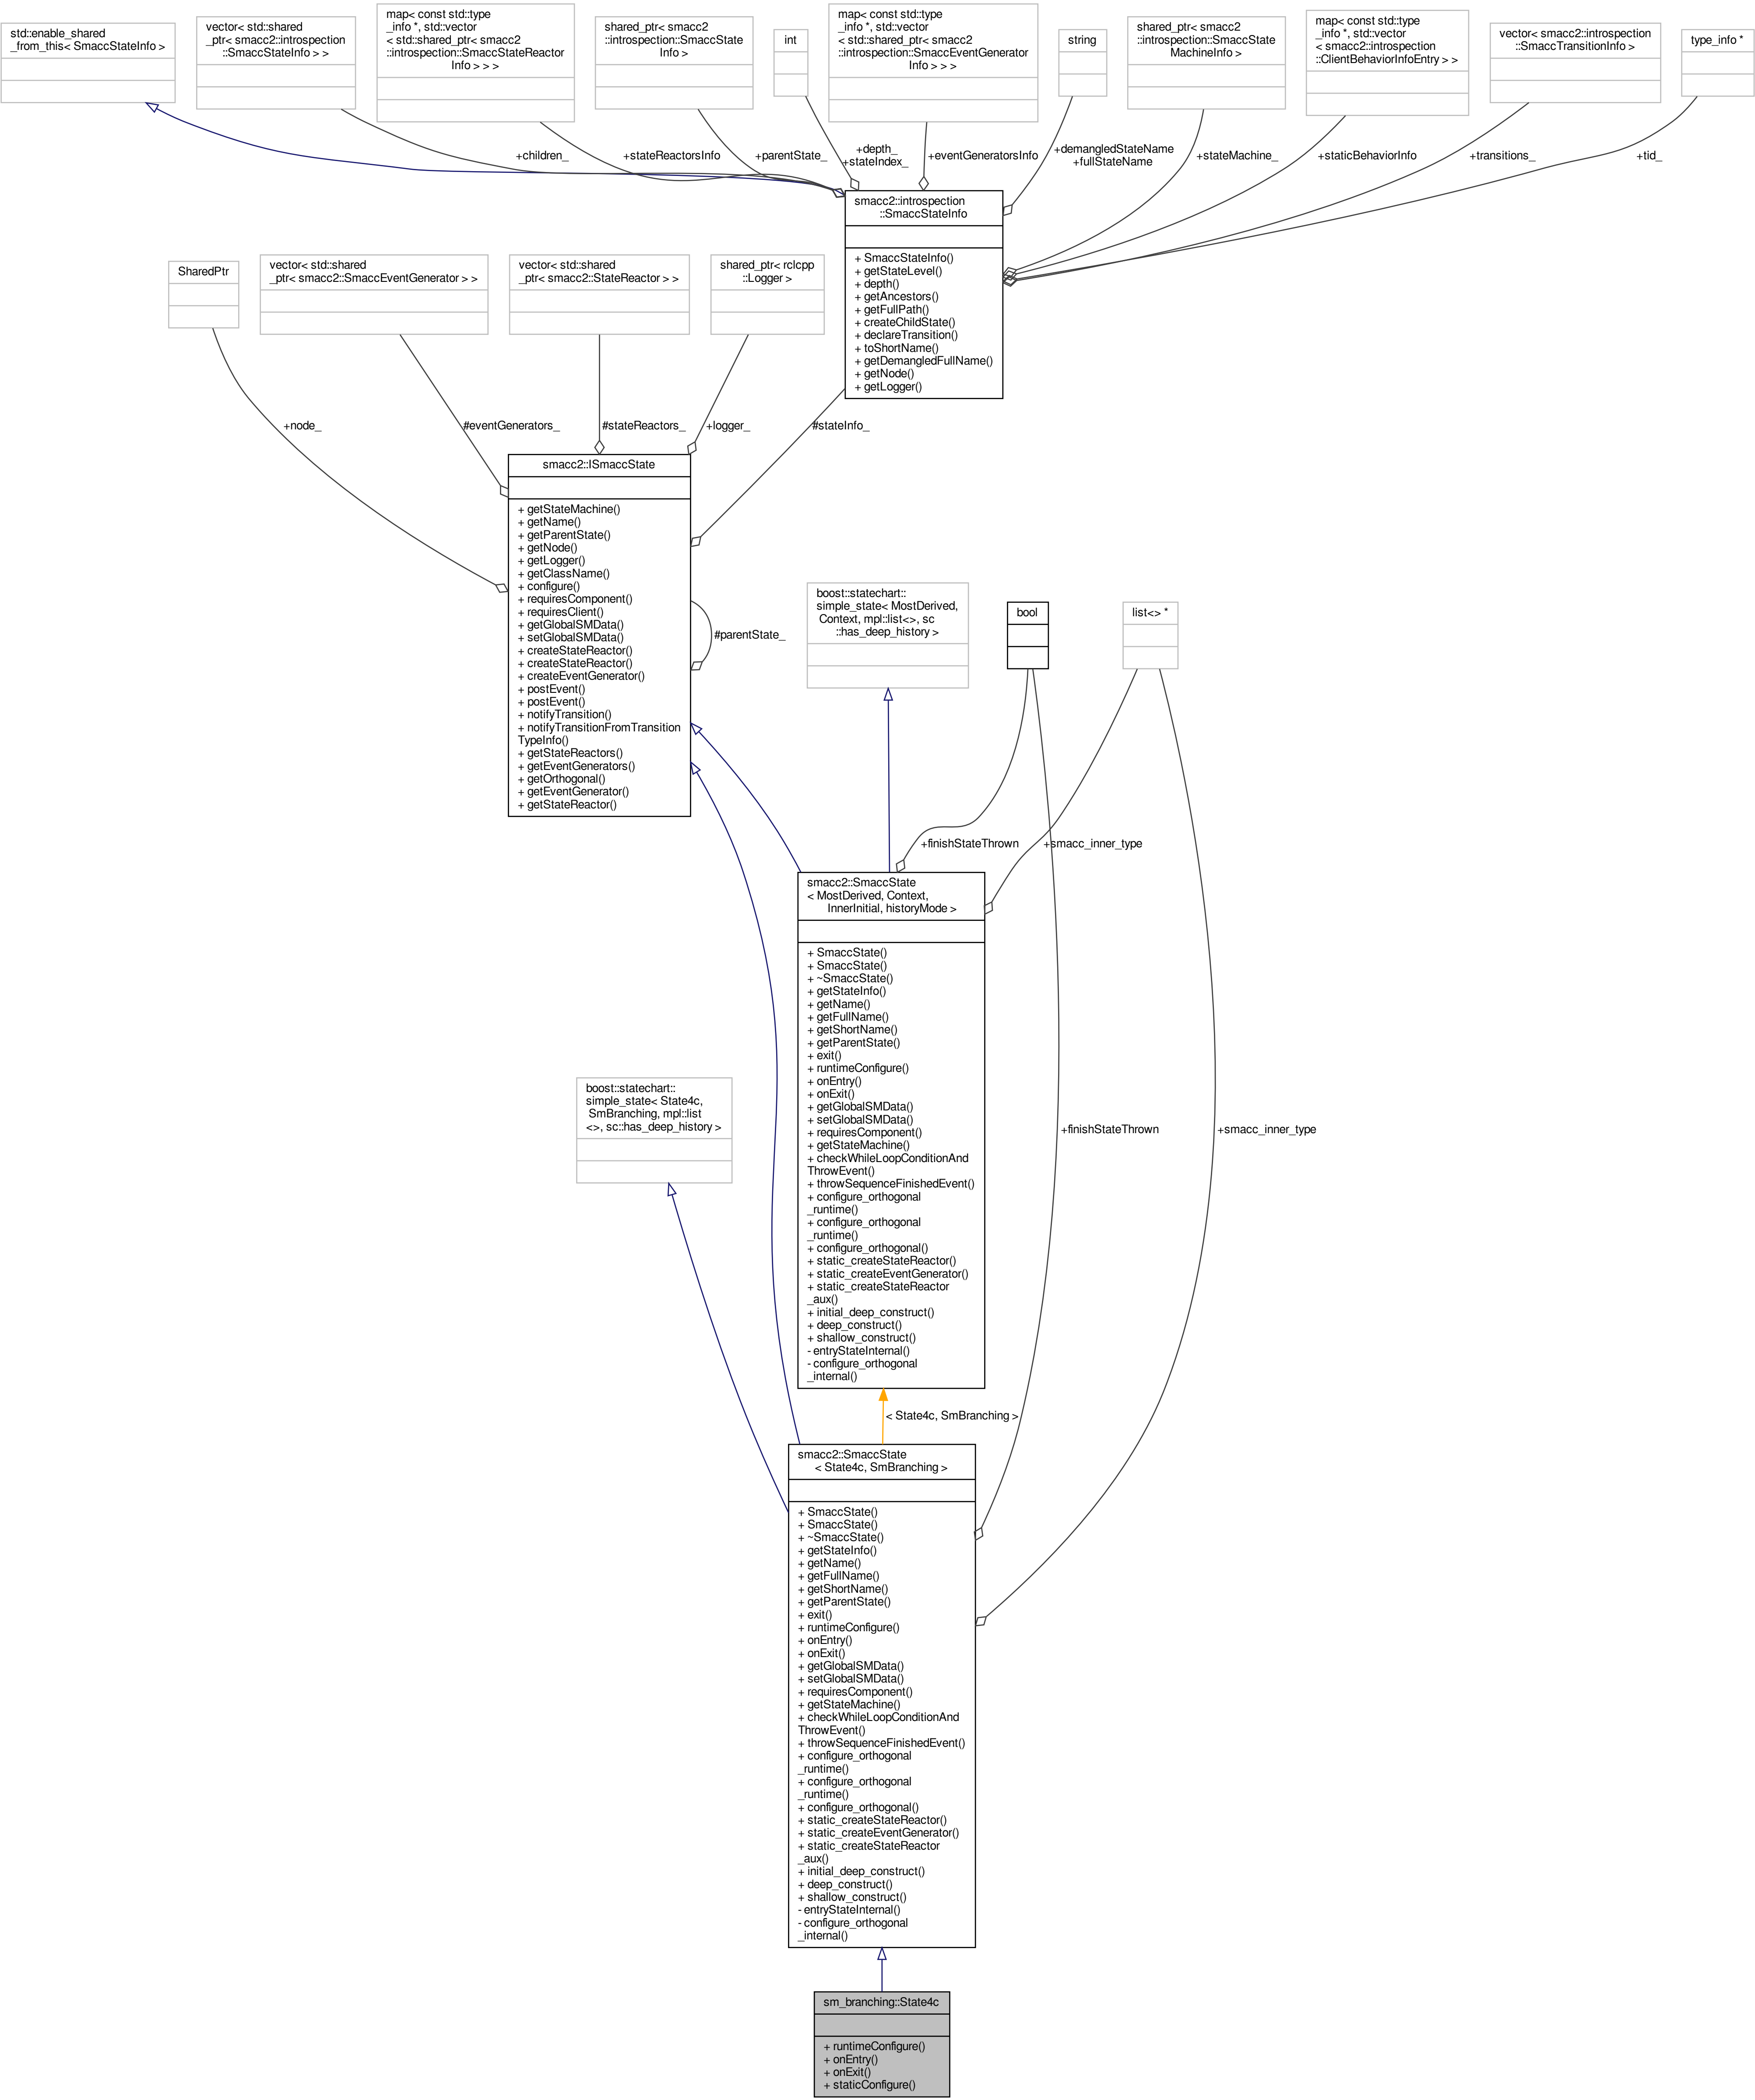 std::enable_shared
_from_this< SmaccStateInfo >
vector< std::shared
_ptr< smacc2::introspection
::SmaccStateInfo > >
map< const std::type
_info *, std::vector
< std::shared_ptr< smacc2
::introspection::SmaccStateReactor
Info > > >
shared_ptr< smacc2
::introspection::SmaccState
Info >
int
map< const std::type
_info *, std::vector
< std::shared_ptr< smacc2
::introspection::SmaccEventGenerator
Info > > >
string
shared_ptr< smacc2
::introspection::SmaccState
MachineInfo >
map< const std::type
_info *, std::vector
< smacc2::introspection
::ClientBehaviorInfoEntry > >
vector< smacc2::introspection
::SmaccTransitionInfo >
type_info *
+children_
+stateReactorsInfo
+parentState_
+depth_
+stateIndex_
+eventGeneratorsInfo
+demangledStateName
+fullStateName
+stateMachine_
+staticBehaviorInfo
+transitions_
+tid_
smacc2::introspection
::SmaccStateInfo
+ SmaccStateInfo()
+ getStateLevel()
+ depth()
+ getAncestors()
+ getFullPath()
+ createChildState()
+ declareTransition()
+ toShortName()
+ getDemangledFullName()
+ getNode()
+ getLogger()
SharedPtr
vector< std::shared
_ptr< smacc2::SmaccEventGenerator > >
vector< std::shared
_ptr< smacc2::StateReactor > >
shared_ptr< rclcpp
::Logger >
+node_
#eventGenerators_
#stateReactors_
+logger_
#stateInfo_
smacc2::ISmaccState
+ getStateMachine()
+ getName()
+ getParentState()
+ getNode()
+ getLogger()
+ getClassName()
+ configure()
+ requiresComponent()
+ requiresClient()
+ getGlobalSMData()
+ setGlobalSMData()
+ createStateReactor()
+ createStateReactor()
+ createEventGenerator()
+ postEvent()
+ postEvent()
+ notifyTransition()
+ notifyTransitionFromTransition
TypeInfo()
+ getStateReactors()
+ getEventGenerators()
+ getOrthogonal()
+ getEventGenerator()
+ getStateReactor()
#parentState_
boost::statechart::
simple_state< MostDerived,
Context, mpl::list<>, sc
::has_deep_history >
bool
list<> *
+finishStateThrown
+smacc_inner_type
smacc2::SmaccState
< MostDerived, Context,
InnerInitial, historyMode >
+ SmaccState()
+ SmaccState()
+ ~SmaccState()
+ getStateInfo()
+ getName()
+ getFullName()
+ getShortName()
+ getParentState()
+ exit()
+ runtimeConfigure()
+ onEntry()
+ onExit()
+ getGlobalSMData()
+ setGlobalSMData()
+ requiresComponent()
+ getStateMachine()
+ checkWhileLoopConditionAnd
ThrowEvent()
+ throwSequenceFinishedEvent()
+ configure_orthogonal
_runtime()
+ configure_orthogonal
_runtime()
+ configure_orthogonal()
+ static_createStateReactor()
+ static_createEventGenerator()
+ static_createStateReactor
_aux()
+ initial_deep_construct()
+ deep_construct()
+ shallow_construct()
- entryStateInternal()
- configure_orthogonal
_internal()
boost::statechart::
simple_state< State4c,
SmBranching, mpl::list
<>, sc::has_deep_history >
+finishStateThrown
+smacc_inner_type
< State4c, SmBranching >
smacc2::SmaccState
< State4c, SmBranching >
+ SmaccState()
+ SmaccState()
+ ~SmaccState()
+ getStateInfo()
+ getName()
+ getFullName()
+ getShortName()
+ getParentState()
+ exit()
+ runtimeConfigure()
+ onEntry()
+ onExit()
+ getGlobalSMData()
+ setGlobalSMData()
+ requiresComponent()
+ getStateMachine()
+ checkWhileLoopConditionAnd
ThrowEvent()
+ throwSequenceFinishedEvent()
+ configure_orthogonal
_runtime()
+ configure_orthogonal
_runtime()
+ configure_orthogonal()
+ static_createStateReactor()
+ static_createEventGenerator()
+ static_createStateReactor
_aux()
+ initial_deep_construct()
+ deep_construct()
+ shallow_construct()
- entryStateInternal()
- configure_orthogonal
_internal()
sm_branching::State4c
+ runtimeConfigure()
+ onEntry()
+ onExit()
+ staticConfigure()